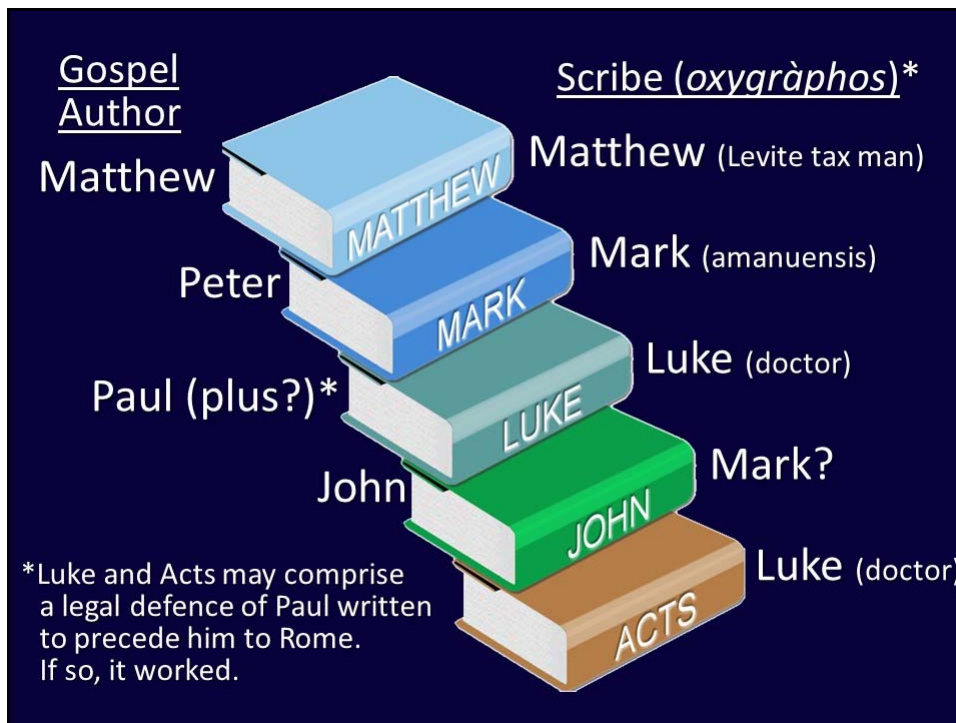 Gospel
Author
Scribe (oxygràphos)*
Matthew
MATTHEW
Matthew (Levite tax man)
Peter
MARK
Mark (amanuensis)
Paul (plus?)*
LUKE
Luke (doctor)
John
JOHN
Mark?
ACTS
Luke (doctor)
*Luke and Acts may comprise
a legal defence of Paul written
to precede him to Rome.
If so, it worked.